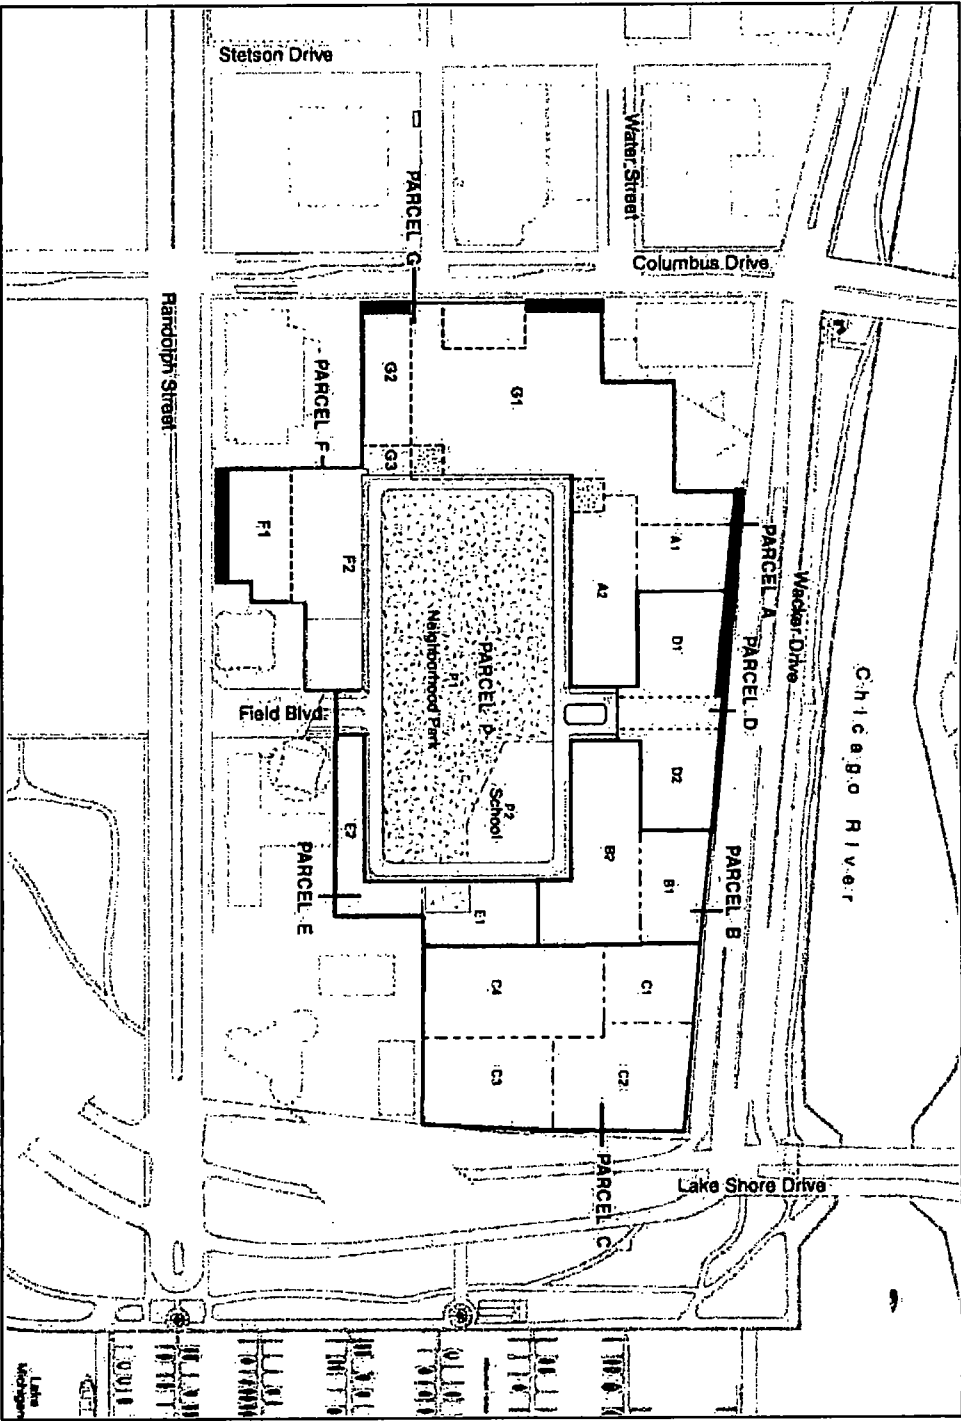 Stetson Drive
Water Street
Columbus Drive
PARCEL G
Randolph Street
PARCEL F
G2
G1
G3
F1
F2
A1
A2
PARCEL A
Wacker Drive
D1
PARCEL D
Chicago River
PARCEL P
P1
Neighborhood Park
Field Blvd.
P2
School
D2
B2
B1
PARCEL B
E2
PARCEL E
E1
C4
C1
C3
C2
PARCEL C
Lake Shore Drive
Lake
Michigan